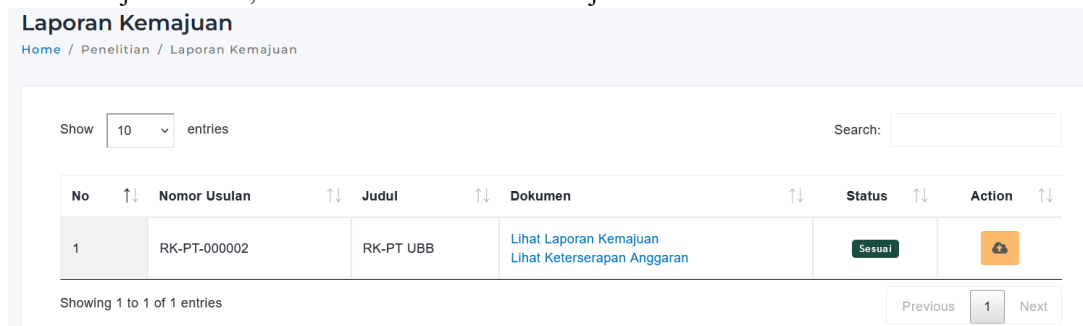 Laporan Kemajuan
Home / Penelitian / Laporan Kemajuan
Show 10 entries Search:
No Nomor Usulan Judul Dokumen Status Action
1 RK-PT-000002 RK-PT UBB Lihat Laporan Kemajuan Sesuai
Lihat Keterserapan Anggaran
Showing 1 to 1 of 1 entries Previous 1 Next